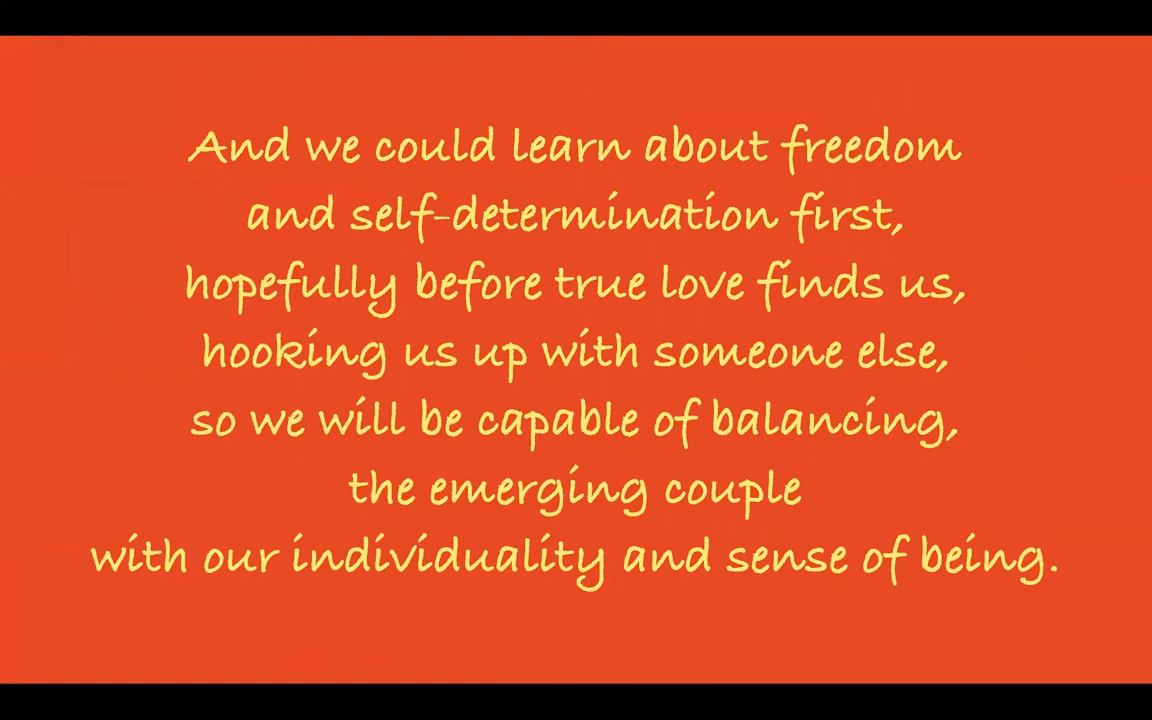 And we could learn about freedom
and self-determination first,
hopefully before true love finds us,
hooking us up with someone else,
so we will be capable of balancing,
the emerging couple
with our individuality and sense of being.